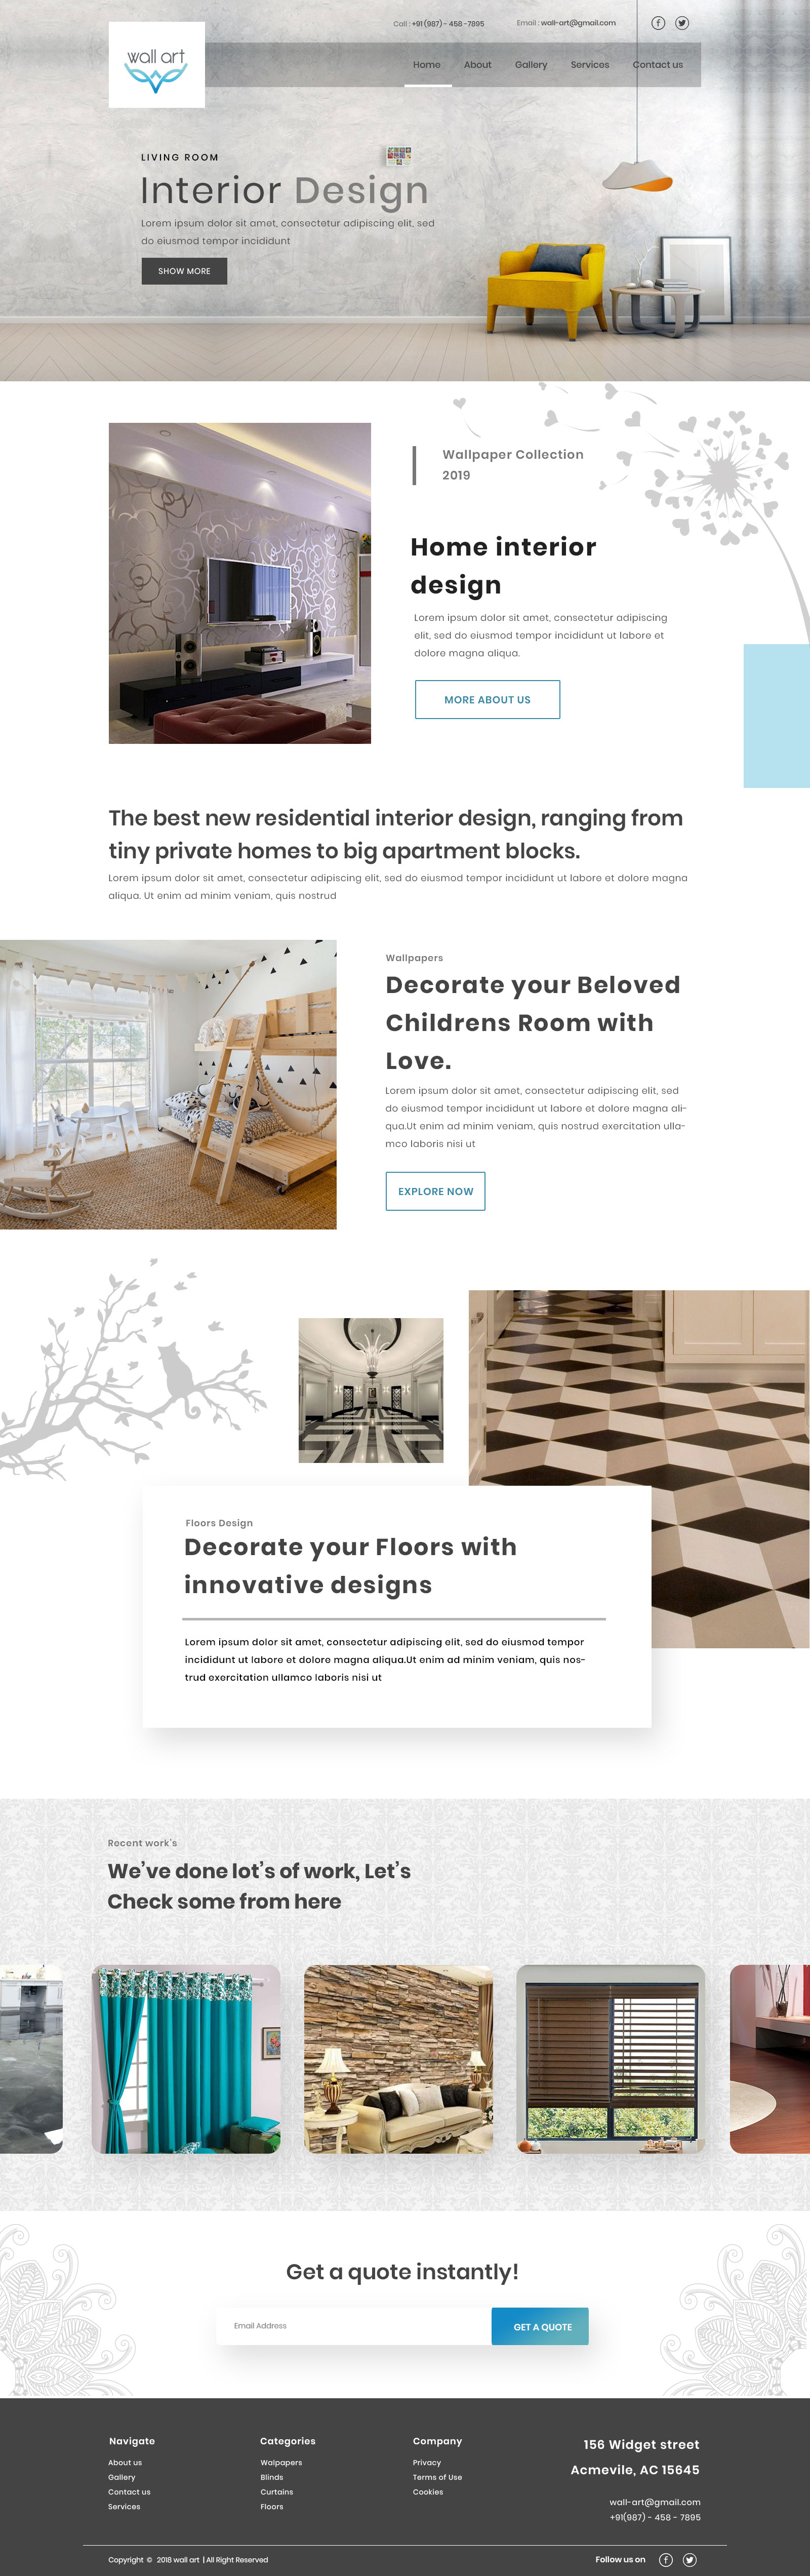 Call : +91 (987) - 458 -7895
Email : wall-art@gmail.com
wall art
Home
About
Gallery
Services
Contact us
LIVING ROOM
Interior Design
Lorem ipsum dolor sit amet, consectetur adipiscing elit, sed
do eiusmod tempor incididunt
SHOW MORE
Wallpaper Collection
2019
Home interior
design
Lorem ipsum dolor sit amet, consectetur adipiscing
elit, sed do eiusmod tempor incididunt ut labore et
dolore magna aliqua.
MORE ABOUT US
The best new residential interior design, ranging from
tiny private homes to big apartment blocks.
Lorem ipsum dolor sit amet, consectetur adipiscing elit, sed do eiusmod tempor incididunt ut labore et dolore magna
aliqua. Ut enim ad minim veniam, quis nostrud
Wallpapers
Decorate your Beloved
Childrens Room with
Love.
Lorem ipsum dolor sit amet, consectetur adipiscing elit, sed
do eiusmod tempor incididunt ut labore et dolore magna ali-
qua.Ut enim ad minim veniam, quis nostrud exercitation ulla-
mco laboris nisi ut
EXPLORE NOW
Floors Design
Decorate your Floors with
innovative designs
Lorem ipsum dolor sit amet, consectetur adipiscing elit, sed do eiusmod tempor
incididunt ut labore et dolore magna aliqua.Ut enim ad minim veniam, quis nos-
trud exercitation ullamco laboris nisi ut
Recent work's
We've done lot's of work, Let's
Check some from here
Get a quote instantly!
Email Address
GET A QUOTE
Navigate
About us
Gallery
Contact us
Services
Categories
Walpapers
Blinds
Curtains
Floors
Company
Privacy
Terms of Use
Cookies
156 Widget street
Acmevile, AC 15645
wall-art@gmail.com
+91(987) - 458 - 7895
Copyright © 2018 wall art | All Right Reserved
Follow us on